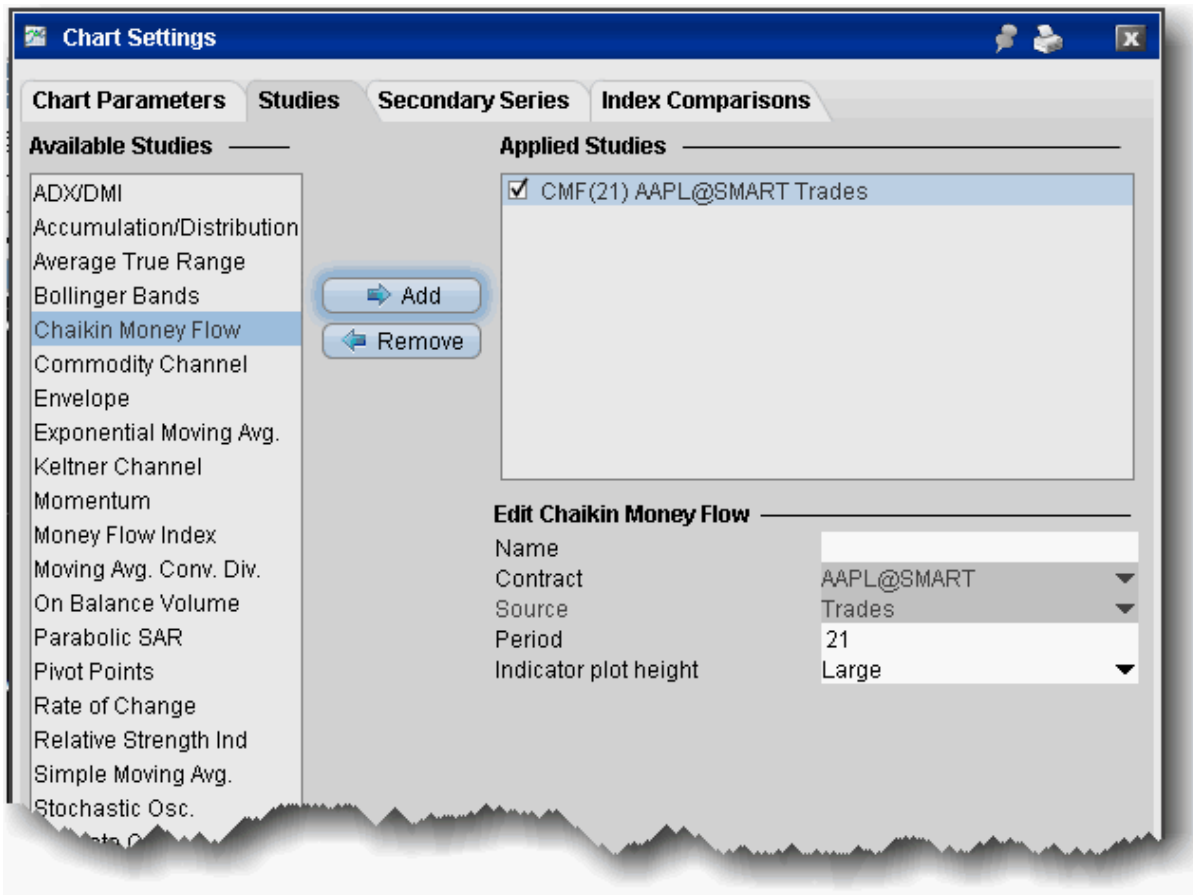 Chart Settings
Chart Parameters
Studies
Secondary Series
Index Comparisons
Available Studies
ADX/DMI
Accumulation/Distribution
Average True Range
Bollinger Bands
Chaikin Money Flow
Commodity Channel
Envelope
Exponential Moving Avg.
Keltner Channel
Momentum
Money Flow Index
Moving Avg. Conv. Div.
On Balance Volume
Parabolic SAR
Pivot Points
Rate of Change
Relative Strength Ind
Simple Moving Avg.
Stochastic Osc.
Add
Remove
Applied Studies
CMF(21) AAPL@SMART Trades
Edit Chaikin Money Flow
Name
Contract AAPL@SMART
Source Trades
Period 21
Indicator plot height Large